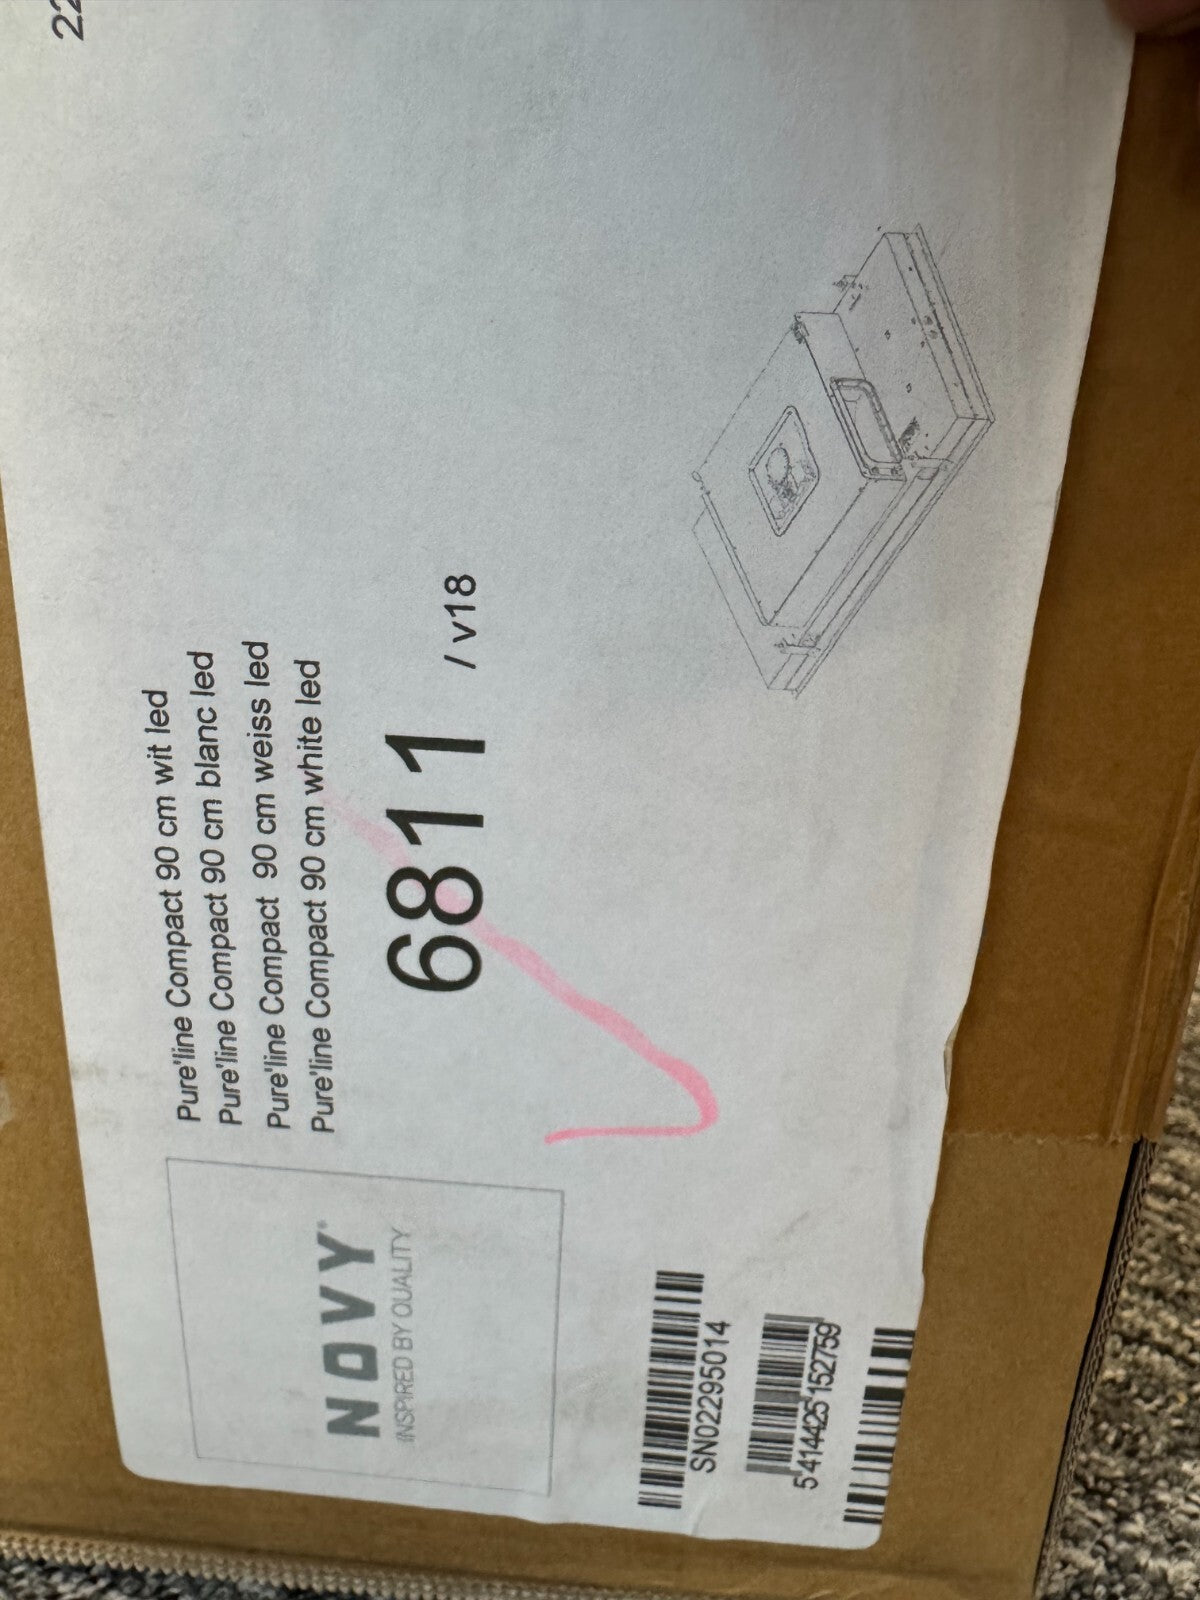 22
Pure'line Compact 90 cm wit led
Pure'line Compact 90 cm blanc led
Pure'line Compact  90 cm weiss led
Pure'line Compact 90 cm white led
6811 / v18
NOVY
INSPIRED BY QUALITY
SN02295014
5414425152759